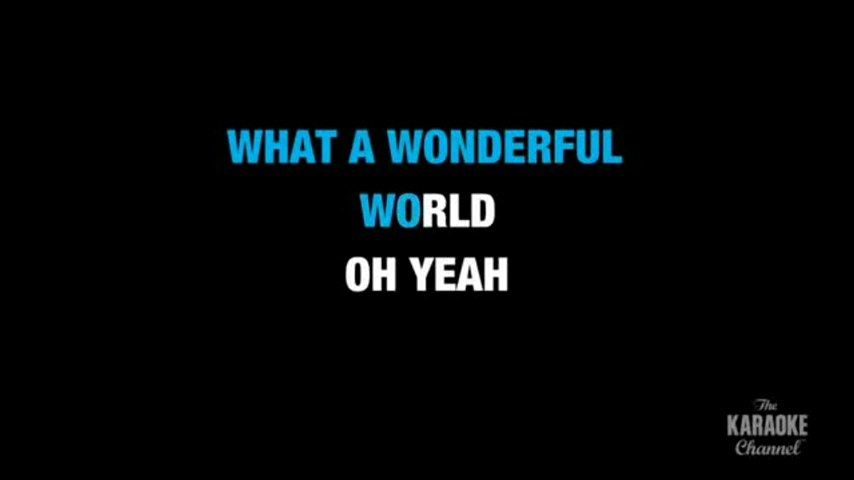 WHAT A WONDERFUL
WORLD
OH YEAH
The
KARAOKE
Channel